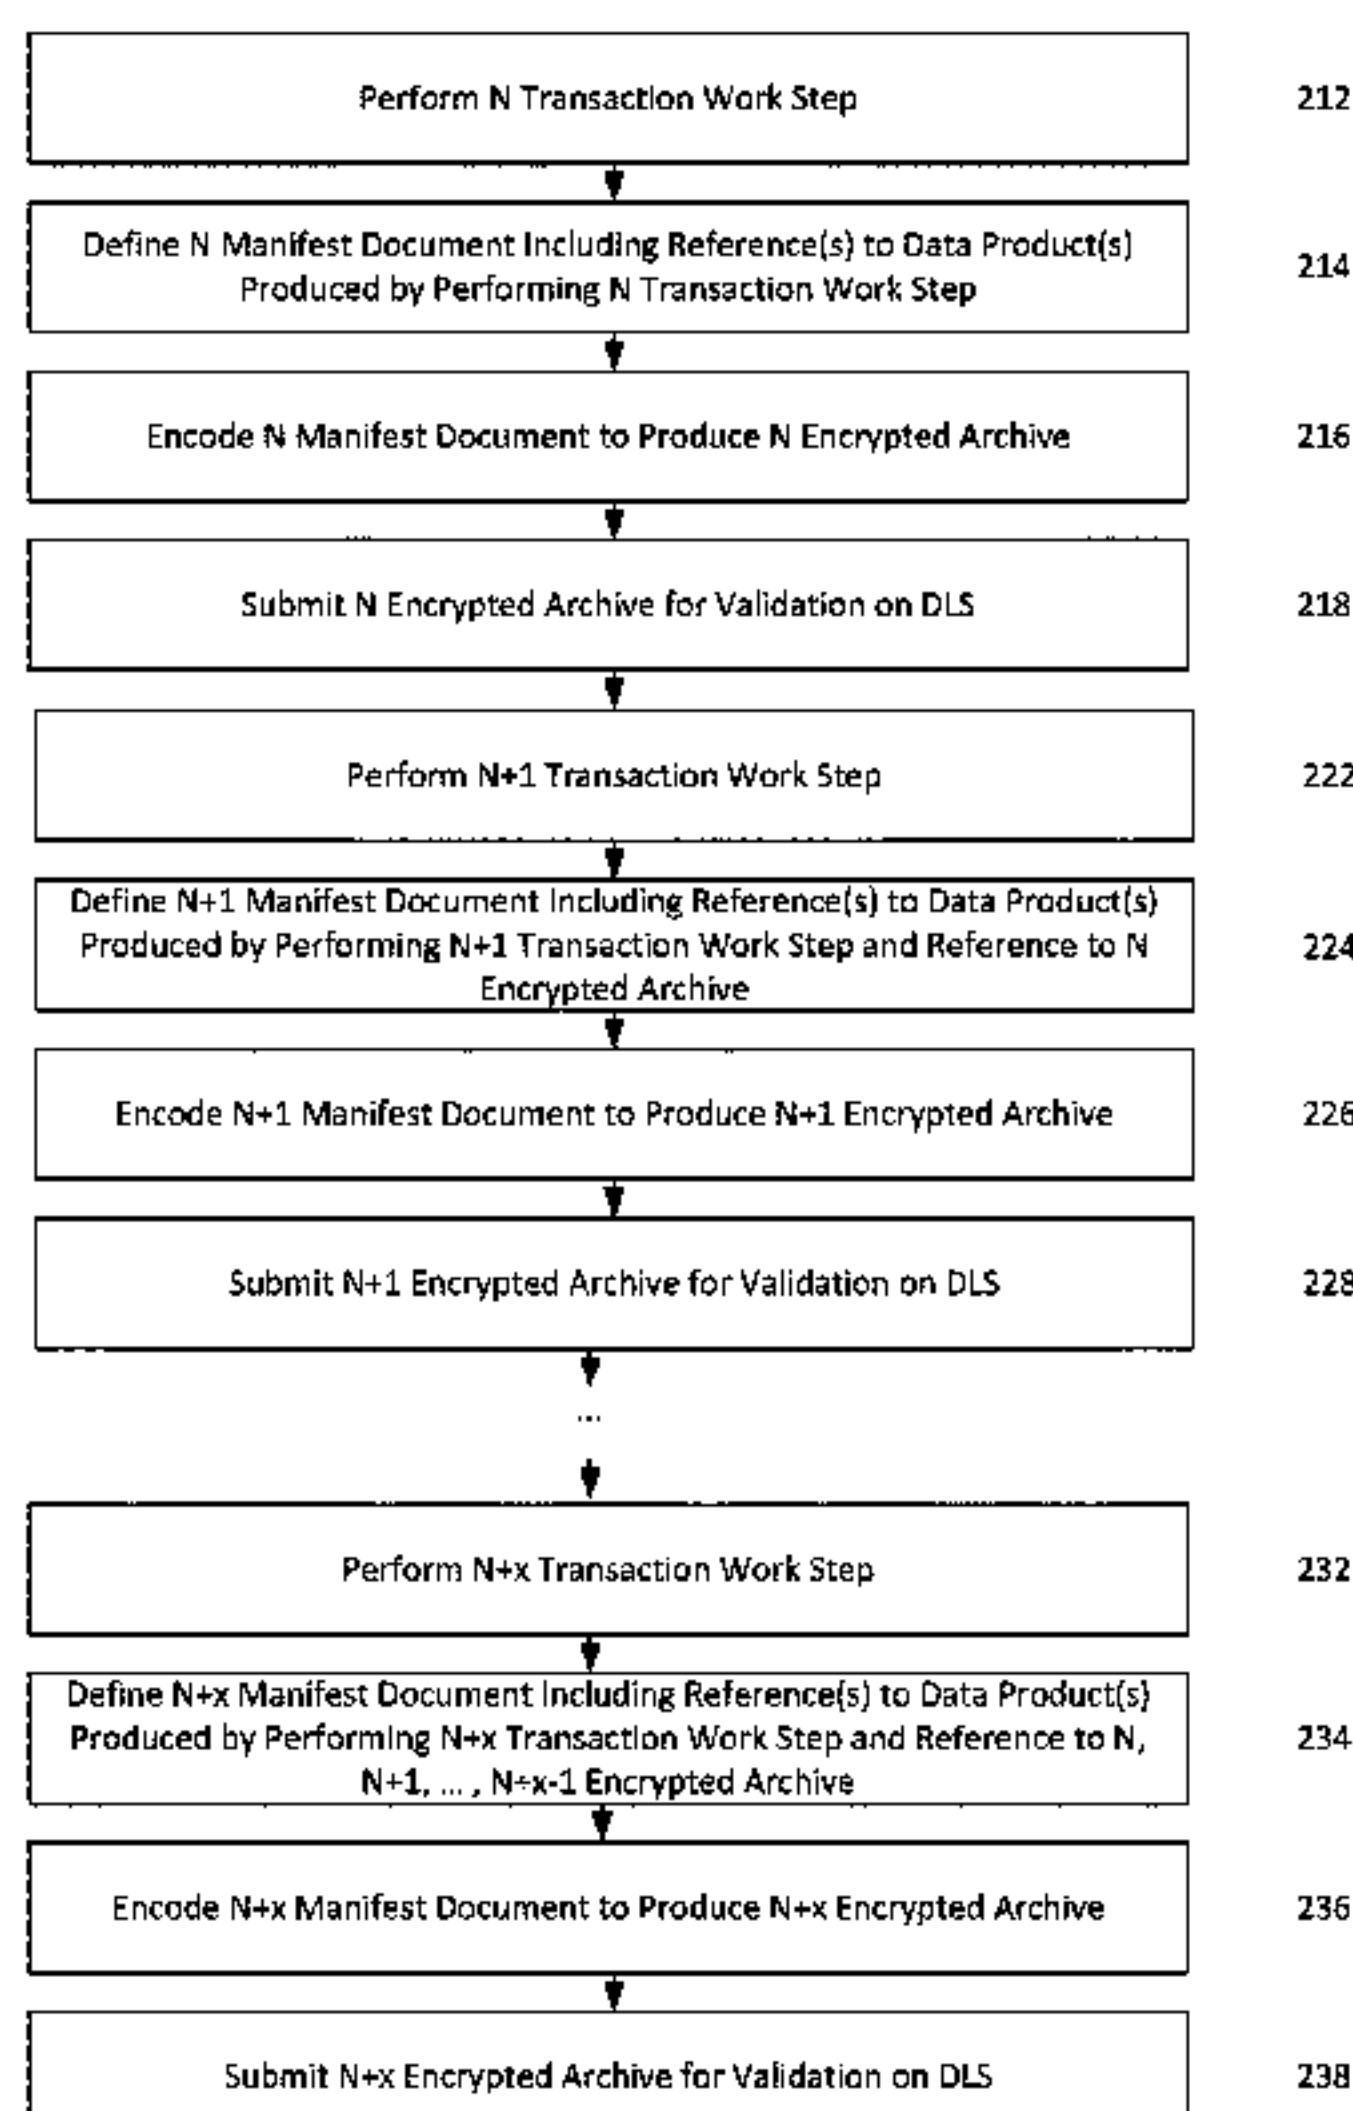 Perform N Transaction Work Step
212
Define N Manifest Document Including Reference(s) to Data Product(s)
Produced by Performing N Transaction Work Step
214
Encode N Manifest Document to Produce N Encrypted Archive
216
Submit N Encrypted Archive for Validation on DLS
218
Perform N+1 Transaction Work Step
222
Define N+1 Manifest Document Including Reference(s) to Data Product(s)
Produced by Performing N+1 Transaction Work Step and Reference to N
Encrypted Archive
224
Encode N+1 Manifest Document to Produce N+1 Encrypted Archive
226
Submit N+1 Encrypted Archive for Validation on DLS
228
...
Perform N+x Transaction Work Step
232
Define N+x Manifest Document Including Reference(s) to Data Product(s)
Produced by Performing N+x Transaction Work Step and Reference to N,
N+1, ... , N+x-1 Encrypted Archive
234
Encode N+x Manifest Document to Produce N+x Encrypted Archive
236
Submit N+x Encrypted Archive for Validation on DLS
238